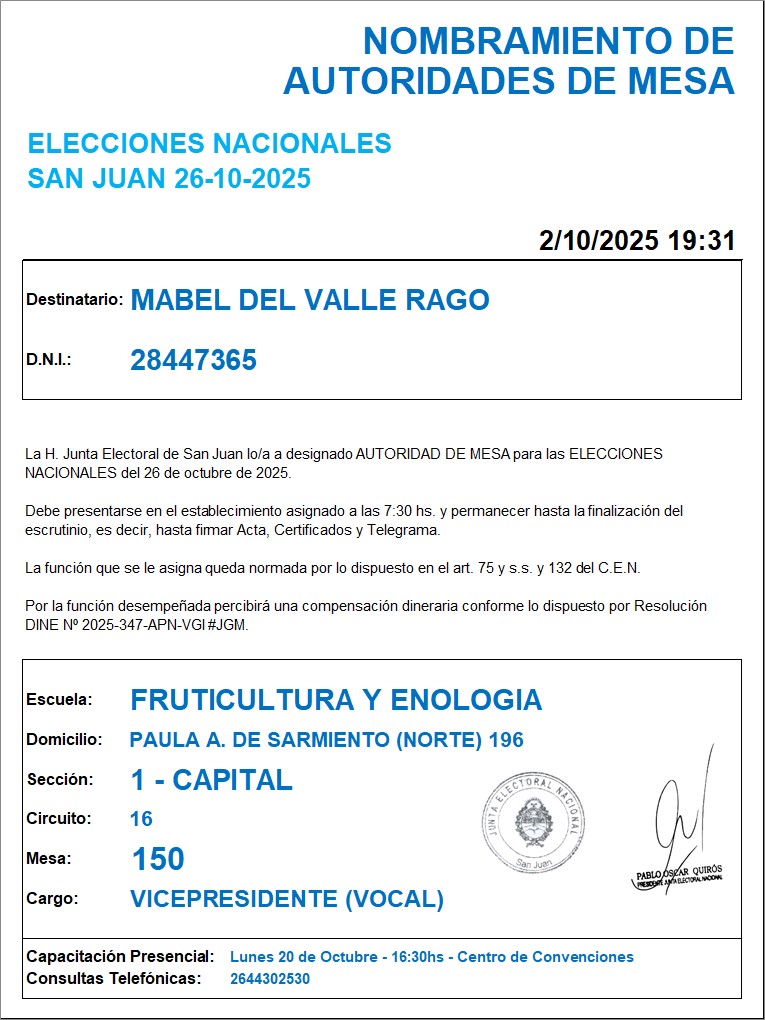 NOMBRAMIENTO DE
AUTORIDADES DE MESA
ELECCIONES NACIONALES
SAN JUAN 26-10-2025
2/10/2025 19:31
Destinatario: MABEL DEL VALLE RAGO
D.N.I.: 28447365
La H. Junta Electoral de San Juan lo/a a designado AUTORIDAD DE MESA para las ELECCIONES
NACIONALES del 26 de octubre de 2025.
Debe presentarse en el establecimiento asignado a las 7:30 hs. y permanecer hasta la finalización del
escrutinio, es decir, hasta firmar Acta, Certificados y Telegrama.
La función que se le asigna queda normada por lo dispuesto en el art. 75 y s.s. y 132 del C.E.N.
Por la función desempeñada percibirá una compensación dineraria conforme lo dispuesto por Resolución
DINE Nº 2025-347-APN-VGI#JGM.
Escuela: FRUTICULTURA Y ENOLOGIA
Domicilio: PAULA A. DE SARMIENTO (NORTE) 196
Sección: 1 - CAPITAL
Circuito: 16
Mesa: 150
Cargo: VICEPRESIDENTE (VOCAL)
JUNTA ELECTORAL NACIONAL
San Juan
PABLO OSCAR QUIRÓS
PRESIDENTE JUNTA ELECTORAL NACIONAL
Capacitación Presencial: Lunes 20 de Octubre - 16:30hs - Centro de Convenciones
Consultas Telefónicas: 2644302530